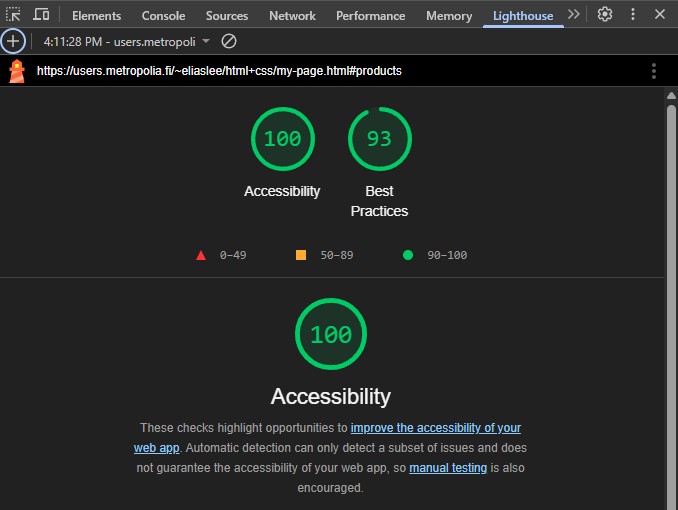 Elements Console Sources Network Performance Memory Lighthouse
4:11:28 PM - users.metropoli
https://users.metropolia.fi/~eliaslee/html+css/my-page.html#products
100 93
Accessibility Best
Practices
0–49 50–89 90–100
100
Accessibility
These checks highlight opportunities to improve the accessibility of your
web app. Automatic detection can only detect a subset of issues and does
not guarantee the accessibility of your web app, so manual testing is also
encouraged.